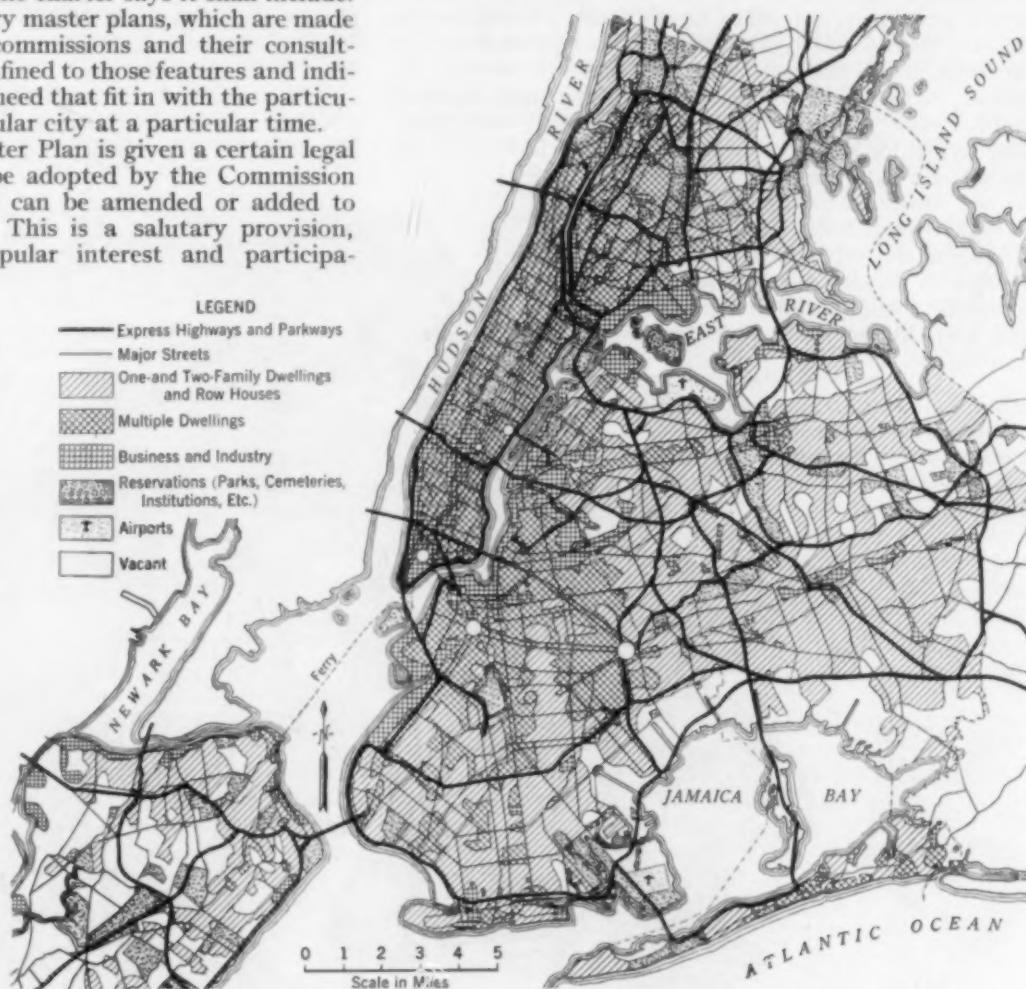 ry master plans, which are made
commissions and their consult-
fined to those features and indi-
need that fit in with the particu-
ular city at a particular time.
ter Plan is given a certain legal
be adopted by the Commission
can be amended or added to
This is a salutary provision,
pular interest and participa-
LEGEND
Express Highways and Parkways
Major Streets
One-and Two-Family Dwellings
and Row Houses
Multiple Dwellings
Business and Industry
Reservations (Parks, Cemeteries,
Institutions, Etc.)
Airports
Vacant
HUDSON RIVER
LONG ISLAND SOUND
EAST RIVER
NEWARK BAY
Ferry
JAMAICA BAY
ATLANTIC OCEAN
0 1 2 3 4 5
Scale in Miles